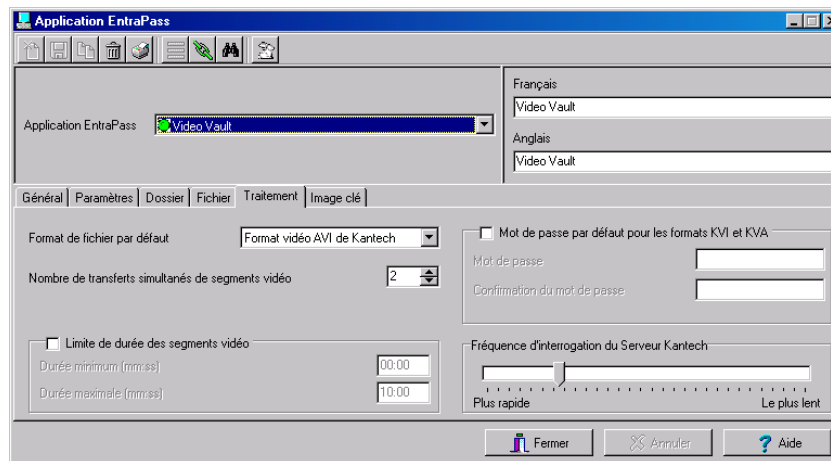 Application EntraPass
Français
Video Vault
Application EntraPass Video Vault
Anglais
Video Vault
Général Paramètres Dossier Fichier Traitement Image clé
Format de fichier par défaut Format vidéo AVI de Kantech
Mot de passe par défaut pour les formats KVI et KVA
Mot de passe
Nombre de transferts simultanés de segments vidéo 2
Confirmation du mot de passe
Limite de durée des segments vidéo
Durée minimum (mm:ss) 00:00
Durée maximale (mm:ss) 10:00
Fréquence d'interrogation du Serveur Kantech
Plus rapide Le plus lent
Fermer Annuler ? Aide